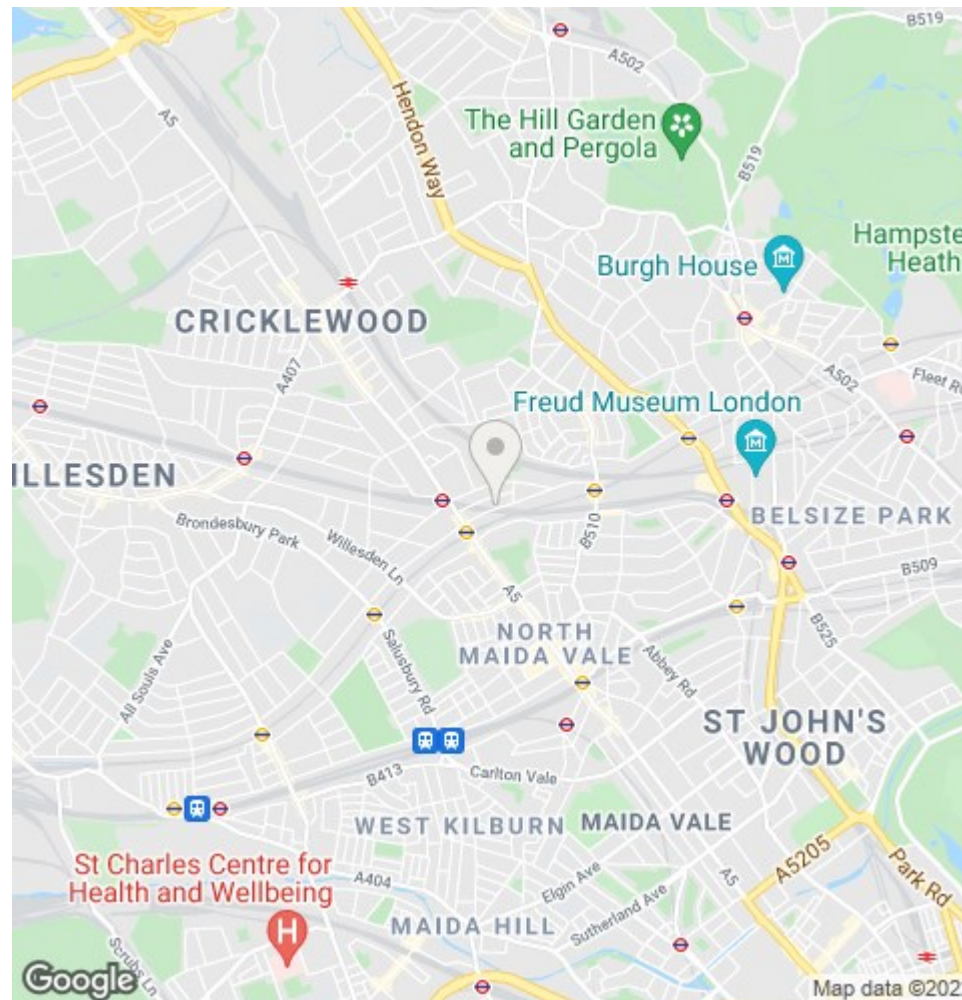 B519
A502
A5
Hendon Way
The Hill Garden
and Pergola
B519
Hampste
Heath
Burgh House
CRICKLEWOOD
A407
A502
Fleet R
Freud Museum London
ILLESDEN
BELSIZE PARK
B510
Brondesbury Park
Willesden Ln
A5
B509
NORTH
MAIDA VALE
Salusbury Rd
Abbey Rd
B525
All Souls Ave
ST JOHN'S
WOOD
B413
Carlton Vale
WEST KILBURN
MAIDA VALE
St Charles Centre for
Health and Wellbeing
H
A404
Elgin Ave
A5
A5205
Park Rd
Sutherland Ave
MAIDA HILL
Scrubs Ln
Google
Map data ©202